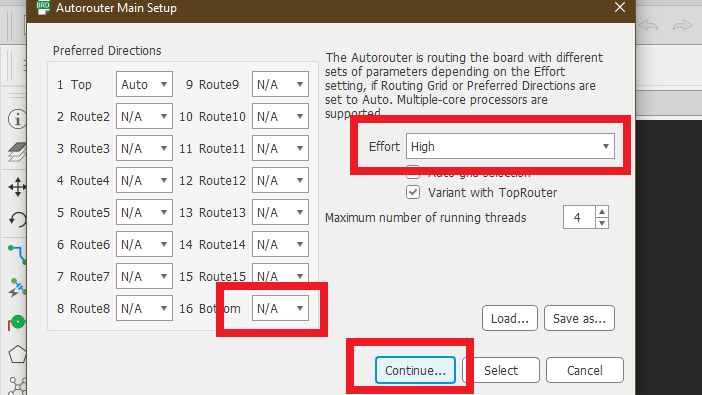 BRD Autorouter Main Setup
Preferred Directions
1 Top Auto 9 Route9 N/A
2 Route2 N/A 10 Route10 N/A
3 Route3 N/A 11 Route11 N/A
4 Route4 N/A 12 Route12 N/A
5 Route5 N/A 13 Route13 N/A
6 Route6 N/A 14 Route14 N/A
7 Route7 N/A 15 Route15 N/A
8 Route8 N/A 16 Bottom N/A
The Autorouter is routing the board with different
sets of parameters depending on the Effort
setting, if Routing Grid or Preferred Directions are
set to Auto. Multiple-core processors are
supported.
Effort High
Auto grid selection
Variant with TopRouter
Maximum number of running threads 4
Load... Save as...
Continue... Select Cancel